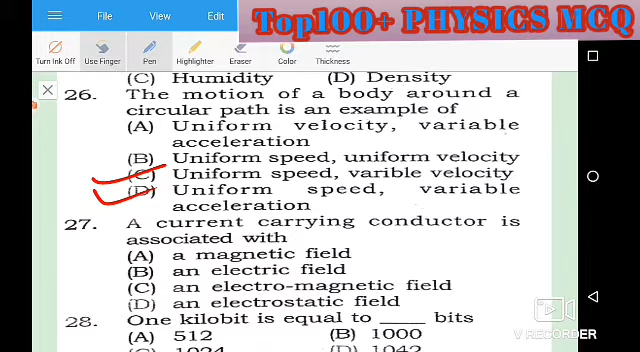 File View Edit
Top100+ PHYSICS MCQ
Turn Ink Off Use Finger Pen Highlighter Eraser Color Thickness
(C) Humidity (D) Density
26. The motion of a body around a
circular path is an example of
(A) Uniform velocity, variable
acceleration
(B) Uniform speed, uniform velocity
(C) Uniform speed, varible velocity
(D) Uniform speed, variable
acceleration
27. A current carrying conductor is
associated with
(A) a magnetic field
(B) an electric field
(C) an electro-magnetic field
(D) an electrostatic field
28. One kilobit is equal to ____ bits
(A) 512 (B) 1000
(C) 1024 (D) 1042
V RECORDER